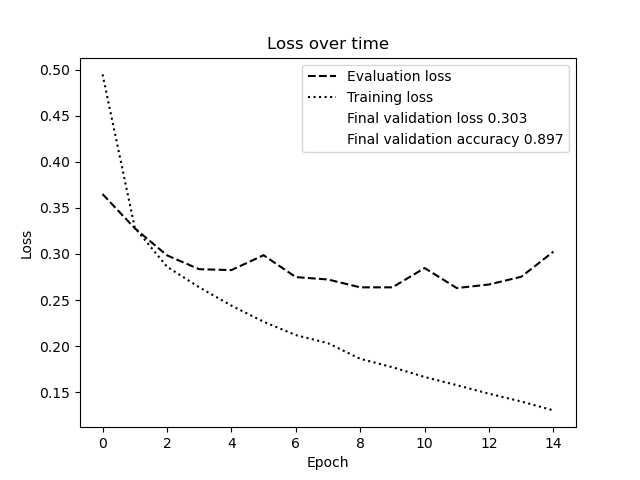 Loss over time
Evaluation loss
Training loss
Final validation loss 0.303
Final validation accuracy 0.897
Loss
0.50
0.45
0.40
0.35
0.30
0.25
0.20
0.15
0 2 4 6 8 10 12 14
Epoch